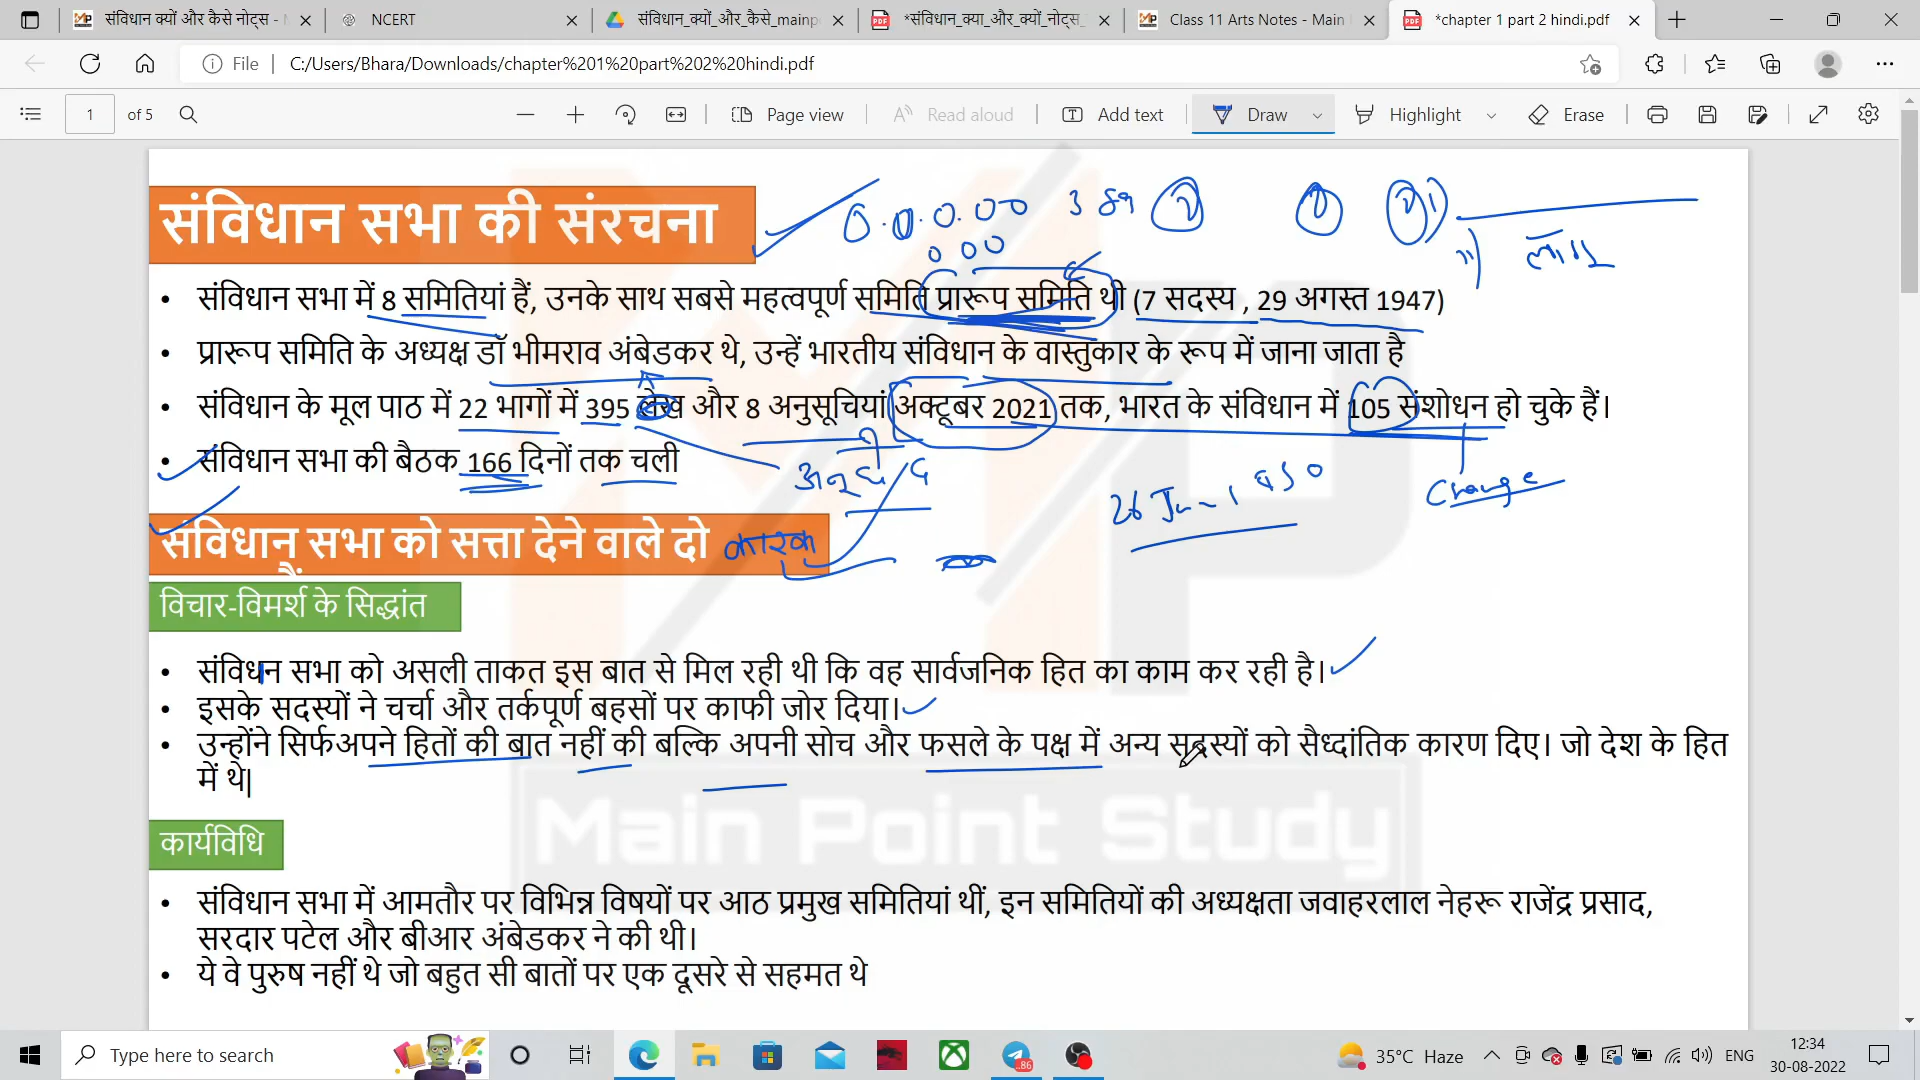 संविधान क्यों और कैसे नोट्स -
NCERT
संविधान_क्यों_और_कैसे_mainp
*संविधान_क्या_और_क्यों_नोट्स_
Class 11 Arts Notes - Main
*chapter 1 part 2 hindi.pdf
File
C:/Users/Bhara/Downloads/chapter%201%20part%202%20hindi.pdf
1 of 5
Page view
Read aloud
Add text
Draw
Highlight
Erase
संविधान सभा की संरचना
389
• संविधान सभा में 8 समितियां हैं, उनके साथ सबसे महत्वपूर्ण समिति प्रारूप समिति थी (7 सदस्य , 29 अगस्त 1947)
• प्रारूप समिति के अध्यक्ष डॉ भीमराव अंबेडकर थे, उन्हें भारतीय संविधान के वास्तुकार के रूप में जाना जाता है
• संविधान के मूल पाठ में 22 भागों में 395 लेख और 8 अनुसूचियां अक्टूबर 2021 तक, भारत के संविधान में 105 संशोधन हो चुके हैं।
• संविधान सभा की बैठक 166 दिनों तक चली
Change
संविधान सभा को सत्ता देने वाले दो कारक
हैं
विचार-विमर्श के सिद्धांत
• संविधन सभा को असली ताकत इस बात से मिल रही थी कि वह सार्वजनिक हित का काम कर रही है।
• इसके सदस्यों ने चर्चा और तर्कपूर्ण बहसों पर काफी जोर दिया।
• उन्होंने सिर्फअपने हितों की बात नहीं की बल्कि अपनी सोच और फसले के पक्ष में अन्य सदस्यों को सैध्दांतिक कारण दिए। जो देश के हित
में थे|
Main Point Study
कार्यविधि
• संविधान सभा में आमतौर पर विभिन्न विषयों पर आठ प्रमुख समितियां थीं, इन समितियों की अध्यक्षता जवाहरलाल नेहरू राजेंद्र प्रसाद,
सरदार पटेल और बीआर अंबेडकर ने की थी।
• ये वे पुरुष नहीं थे जो बहुत सी बातों पर एक दूसरे से सहमत थे
Type here to search
86
35°C Haze
ENG
12:34
30-08-2022